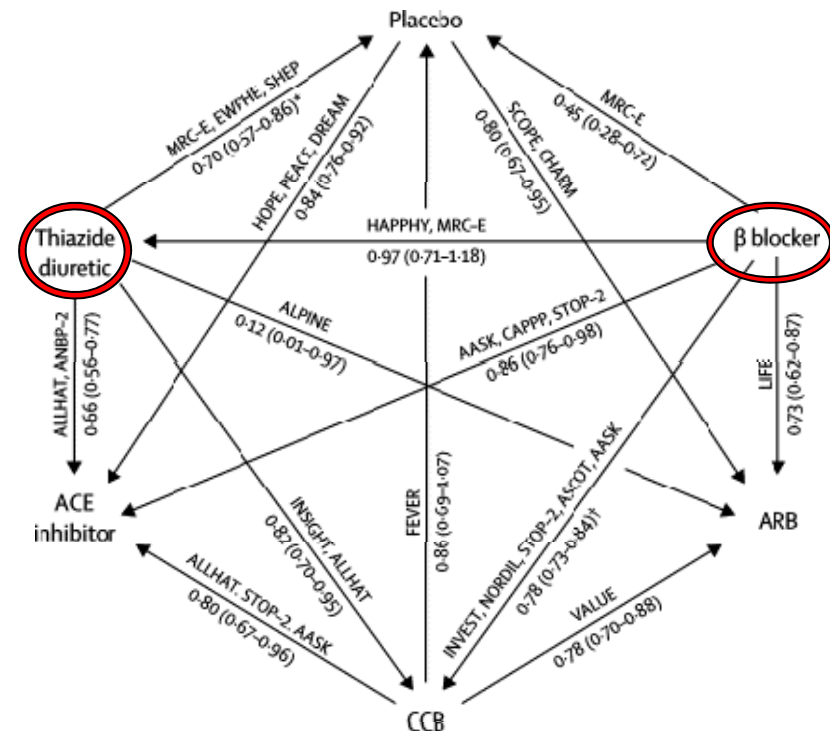 Placebo
MRC–E, EWPHE, SHEP
0·70 (0·57–0·86)*
HOPE, PEACE, DREAM
0·84 (0·76–0·92)
SCOPE, CHARM
0·80 (0·67–0·95)
MRC–E
0·45 (0·28–0·72)
Thiazide
diuretic
HAPPHY, MRC–E
0·97 (0·71–1·18)
β blocker
ALPINE
0·12 (0·01–0·97)
AASK, CAPPP, STOP–2
0·86 (0·76–0·98)
ALLHAT, ANBP–2
0·66 (0·56–0·77)
LIFE
0·73 (0·62–0·87)
ACE
inhibitor
INSIGHT, ALLHAT
0·82 (0·70–0·95)
FEVER
0·86 (0·69–1·07)
INVEST, NORDIL, STOP–2, ASCOT, AASK
0·78 (0·73–0·84)†
ARB
ALLHAT, STOP–2, AASK
0·80 (0·67–0·96)
VALUE
0·78 (0·70–0·88)
CCB